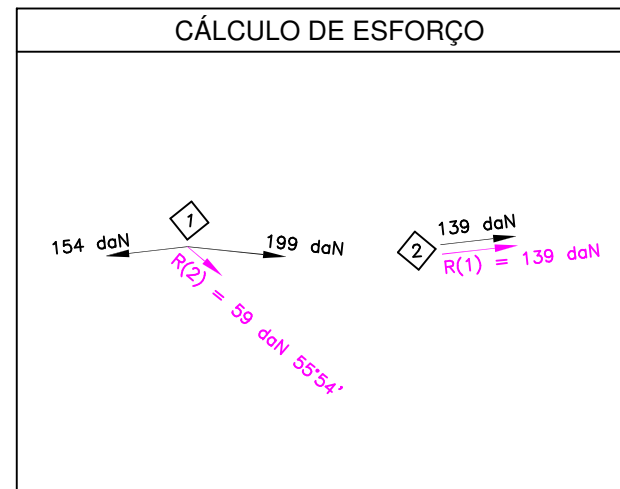 CÁLCULO DE ESFORÇO
1
154 daN
199 daN
R(2) = 59 daN 55°54'
2
139 daN
R(1) = 139 daN